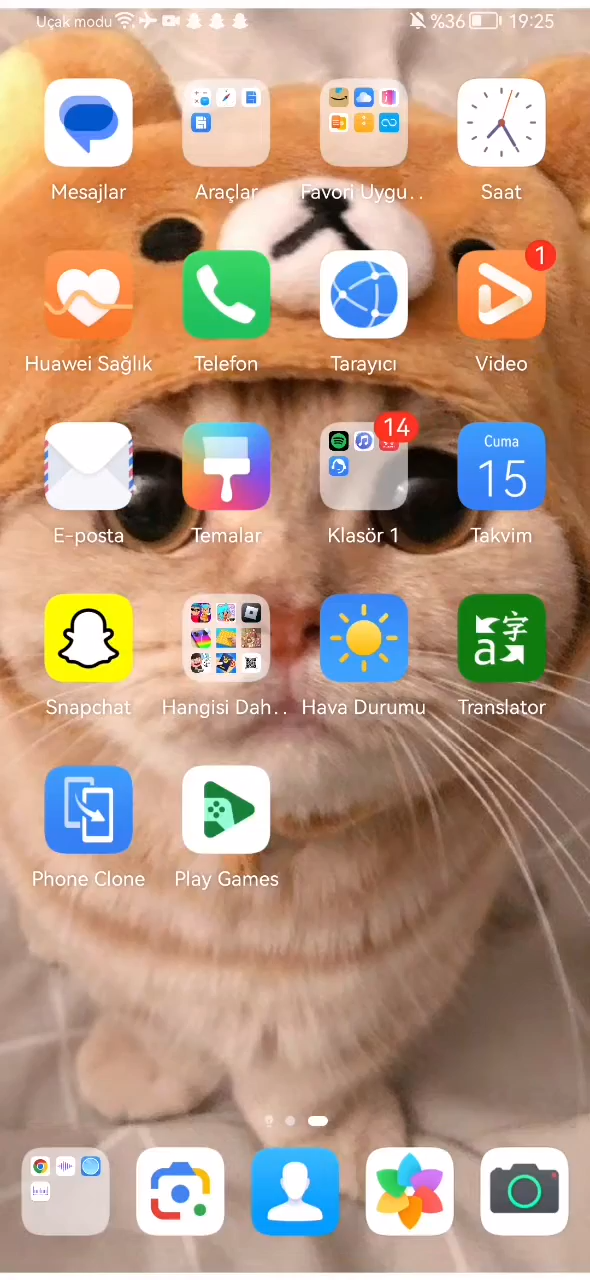 Uçak modu %36 19:25
Mesajlar Araçlar Favori Uygu.. Saat
1
Huawei Sağlık Telefon Tarayıcı Video
14
Cuma
15
E-posta Temalar Klasör 1 Takvim
字
a
Snapchat Hangisi Dah.. Hava Durumu Translator
Phone Clone Play Games